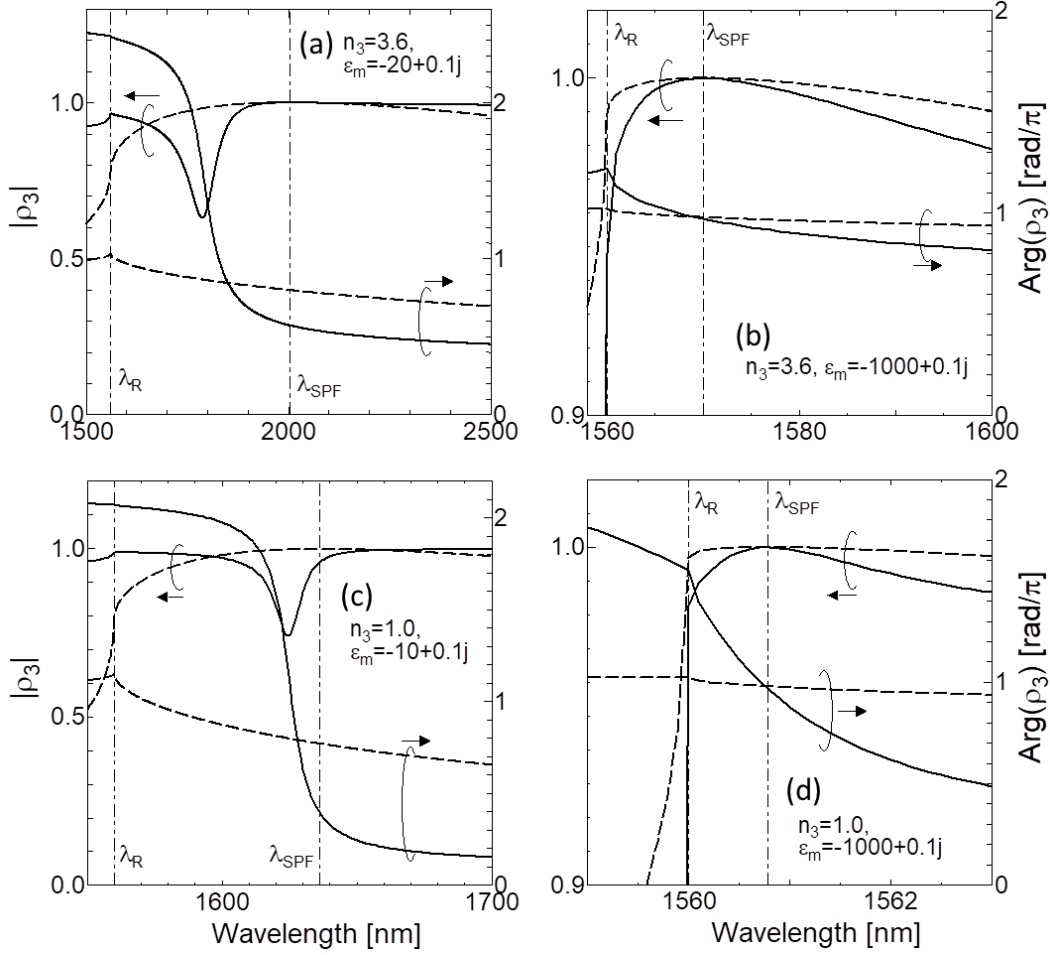 (a) n₃=3.6,
εₘ=-20+0.1j
|ρ₃|
1.0
0.5
0.0
2
1
0
λ_R
λ_SPF
1500 2000 2500
λ_R
λ_SPF
1.0
0.9
2
1
0
Arg(ρ₃) [rad/π]
(b)
n₃=3.6, εₘ=-1000+0.1j
1560 1580 1600
|ρ₃|
1.0
0.5
0.0
2
1
0
(c)
n₃=1.0,
εₘ=-10+0.1j
λ_R
λ_SPF
1600 1700
Wavelength [nm]
λ_R
λ_SPF
1.0
0.9
2
1
0
Arg(ρ₃) [rad/π]
(d)
n₃=1.0,
εₘ=-1000+0.1j
1560 1562
Wavelength [nm]